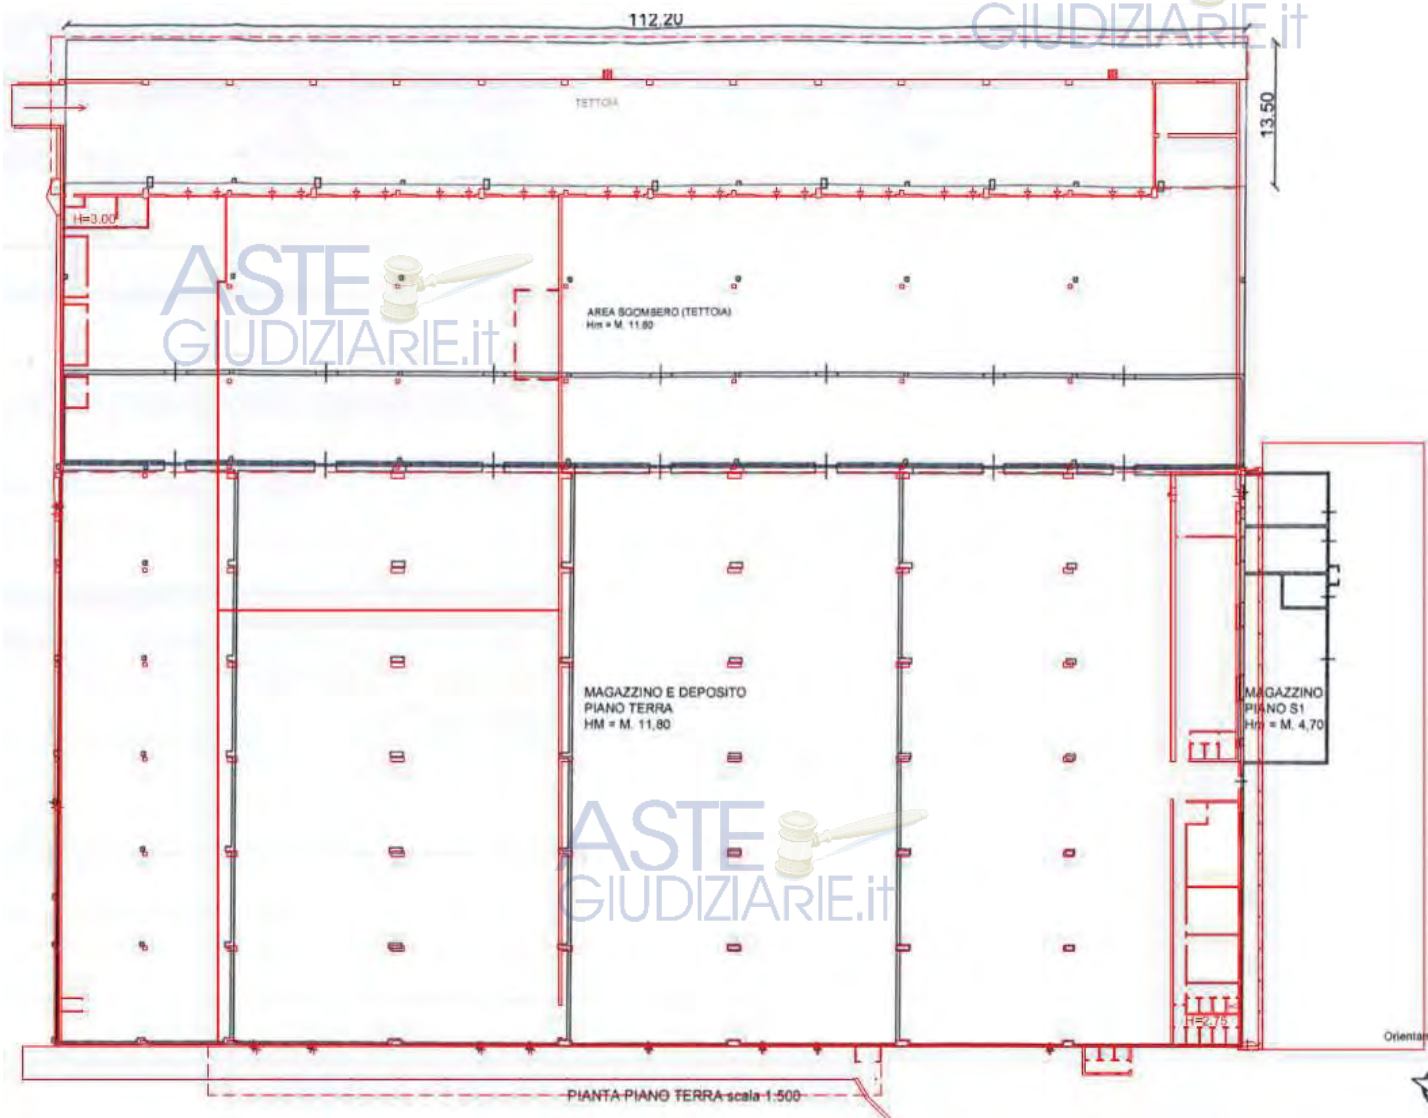 112,20
GIUDIZIARIE.it
13.50
TETTOIA
H=3.00
ASTE
GIUDIZIARIE.it
AREA SGOMBERO (TETTOIA)
Hm = M. 11,80
MAGAZZINO E DEPOSITO
PIANO TERRA
HM = M. 11,80
MAGAZZINO
PIANO S1
Hm = M. 4,70
ASTE
GIUDIZIARIE.it
H=2.75
PIANTA PIANO TERRA scala 1:500